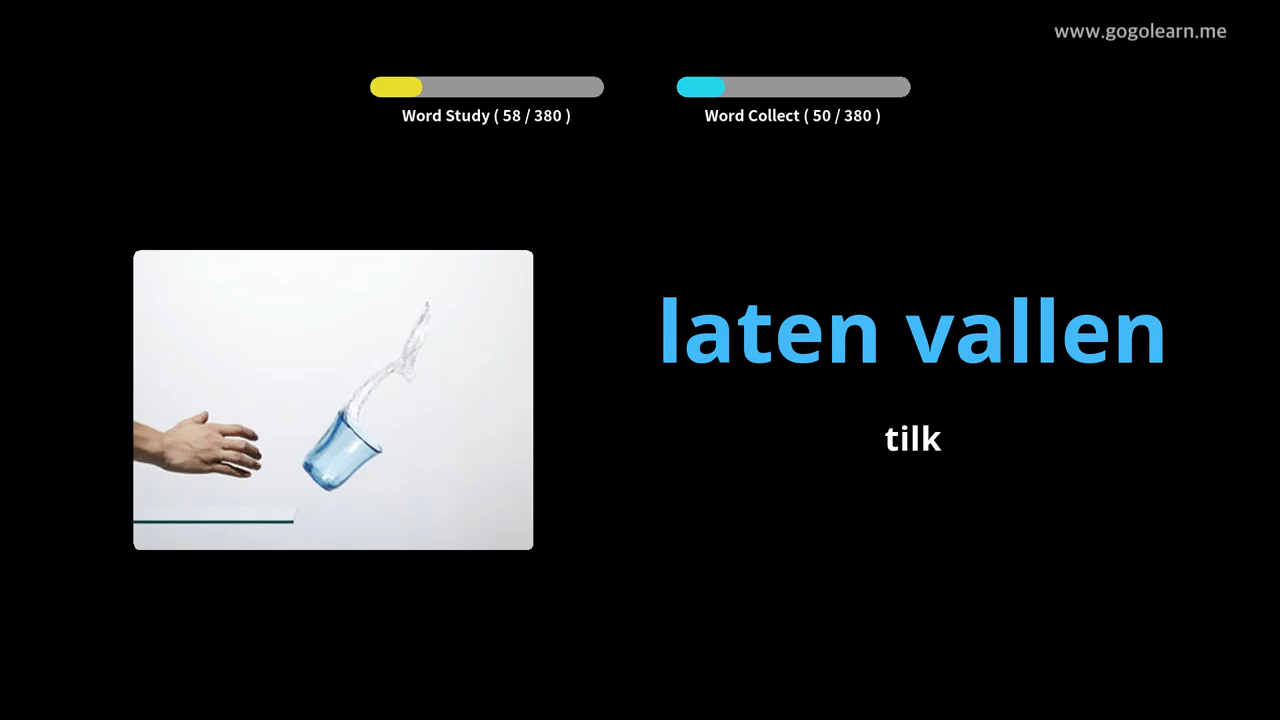 www.gogolearn.me
Word Study ( 58 / 380 )
Word Collect ( 50 / 380 )
laten vallen
tilk